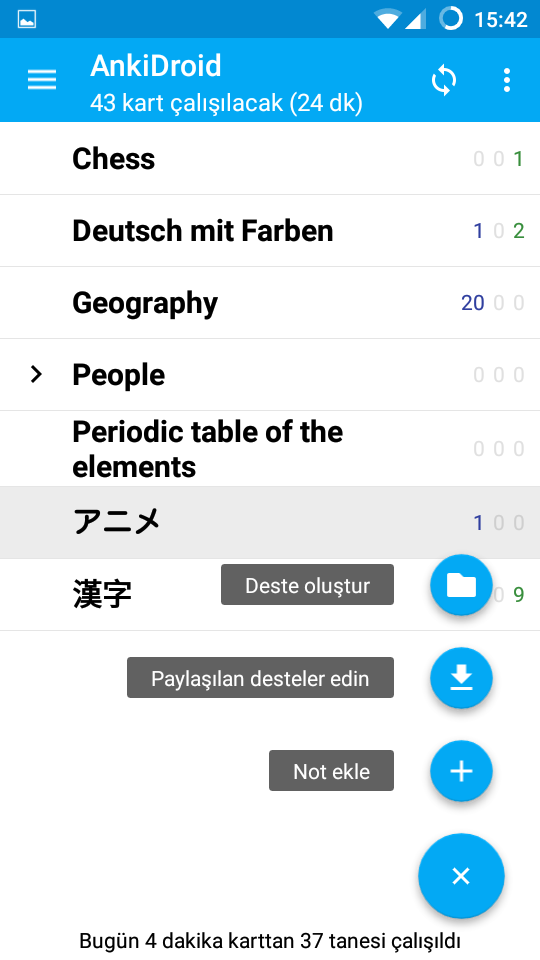 15:42
AnkiDroid
43 kart çalışılacak (24 dk)
Chess 0 0 1
Deutsch mit Farben 1 0 2
Geography 20 0 0
People 0 0 0
Periodic table of the
elements 0 0 0
アニメ 1 0 0
漢字 0 9
Deste oluştur
Paylaşılan desteler edin
Not ekle
Bugün 4 dakika karttan 37 tanesi çalışıldı